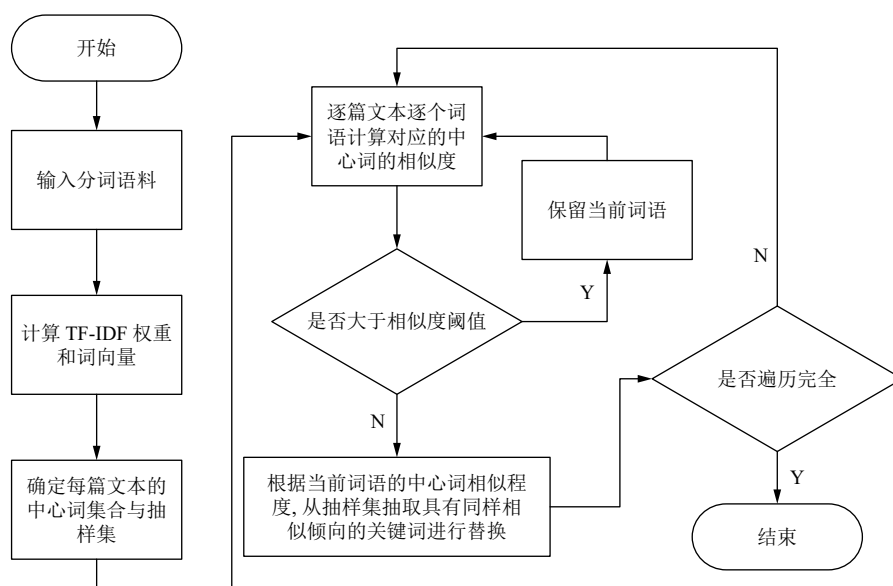 开始
输入分词语料
计算 TF-IDF 权重
和词向量
确定每篇文本的
中心词集合与抽
样集
逐篇文本逐个词
语计算对应的中
心词的相似度
保留当前词语
Y
是否大于相似度阈值
N
根据当前词语的中心词相似程
度, 从抽样集抽取具有同样相
似倾向的关键词进行替换
N
是否遍历完全
Y
结束